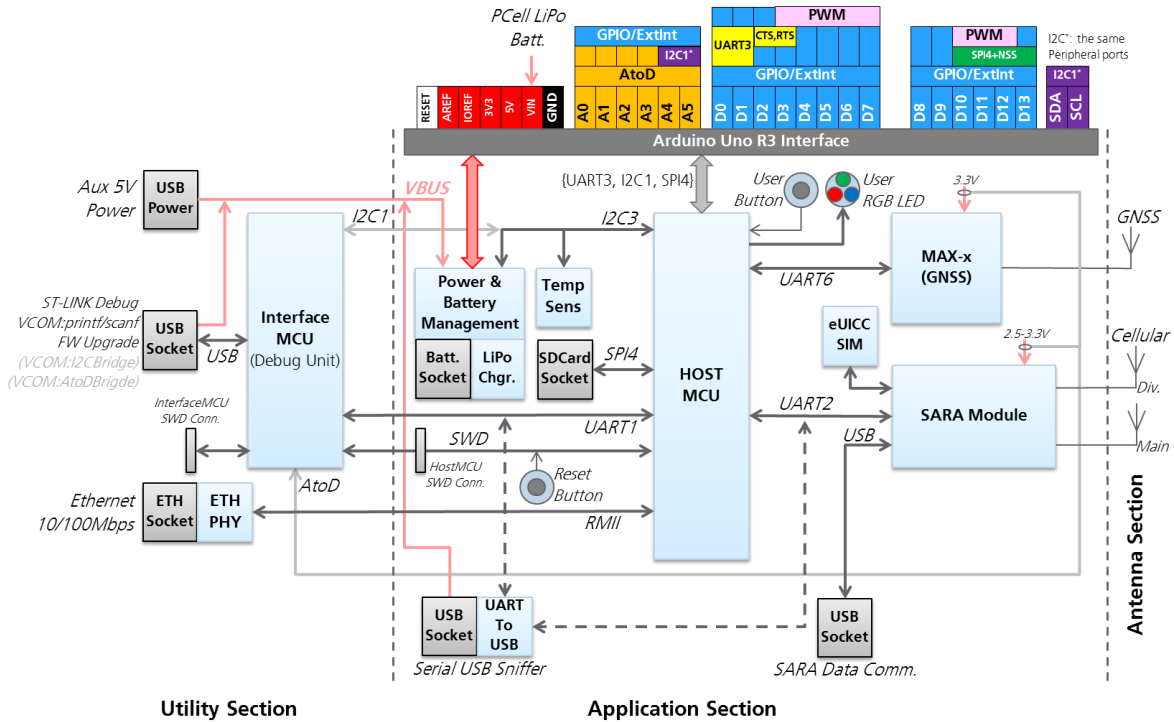 PCell LiPo
Batt.
GPIO/ExtInt
I2C1*
AtoD
PWM
UART3
CTS,RTS
GPIO/ExtInt
PWM
SPI4+NSS
GPIO/ExtInt
I2C*: the same
Peripheral ports
I2C1*
RESET
AREF
IOREF
3V3
5V
VIN
GND
A0
A1
A2
A3
A4
A5
D0
D1
D2
D3
D4
D5
D6
D7
D8
D9
D10
D11
D12
D13
SDA
SCL
Arduino Uno R3 Interface
Aux 5V
Power
USB
Power
VBUS
{UART3, I2C1, SPI4}
User
Button
User
RGB LED
3.3V
GNSS
I2C1
I2C3
MAX-x
(GNSS)
UART6
Power &
Battery
Management
Temp
Sens
ST-LINK Debug
VCOM:printf/scanf
FW Upgrade
(VCOM:I2CBridge)
(VCOM:AtoDBrigde)
USB
Socket
USB
Interface
MCU
(Debug Unit)
Batt.
Socket
LiPo
Chgr.
SDCard
Socket
SPI4
HOST
MCU
eUICC
SIM
2.5-3.3V
Cellular
Div.
SARA Module
UART2
USB
Main
InterfaceMCU
SWD Conn.
UART1
SWD
HostMCU
SWD Conn.
Reset
Button
AtoD
Ethernet
10/100Mbps
ETH
Socket
ETH
PHY
RMII
USB
Socket
UART
To
USB
Serial USB Sniffer
USB
Socket
SARA Data Comm.
Antenna Section
Utility Section
Application Section